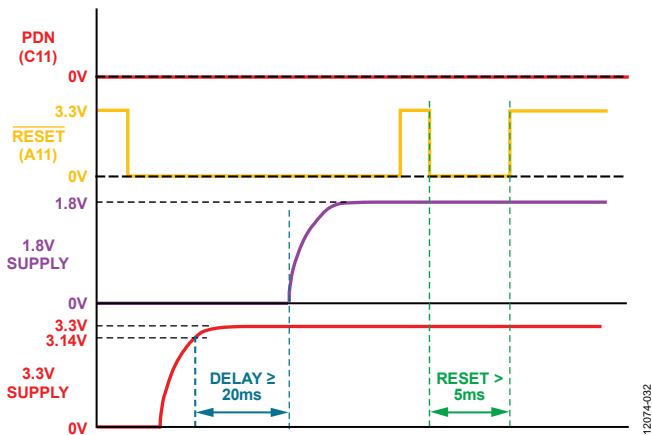 PDN
(C11)
0V
3.3V
RESET
(A11)
0V
1.8V
1.8V
SUPPLY
0V
3.3V
3.14V
3.3V
SUPPLY
0V
DELAY ≥
20ms
RESET >
5ms
12074-032